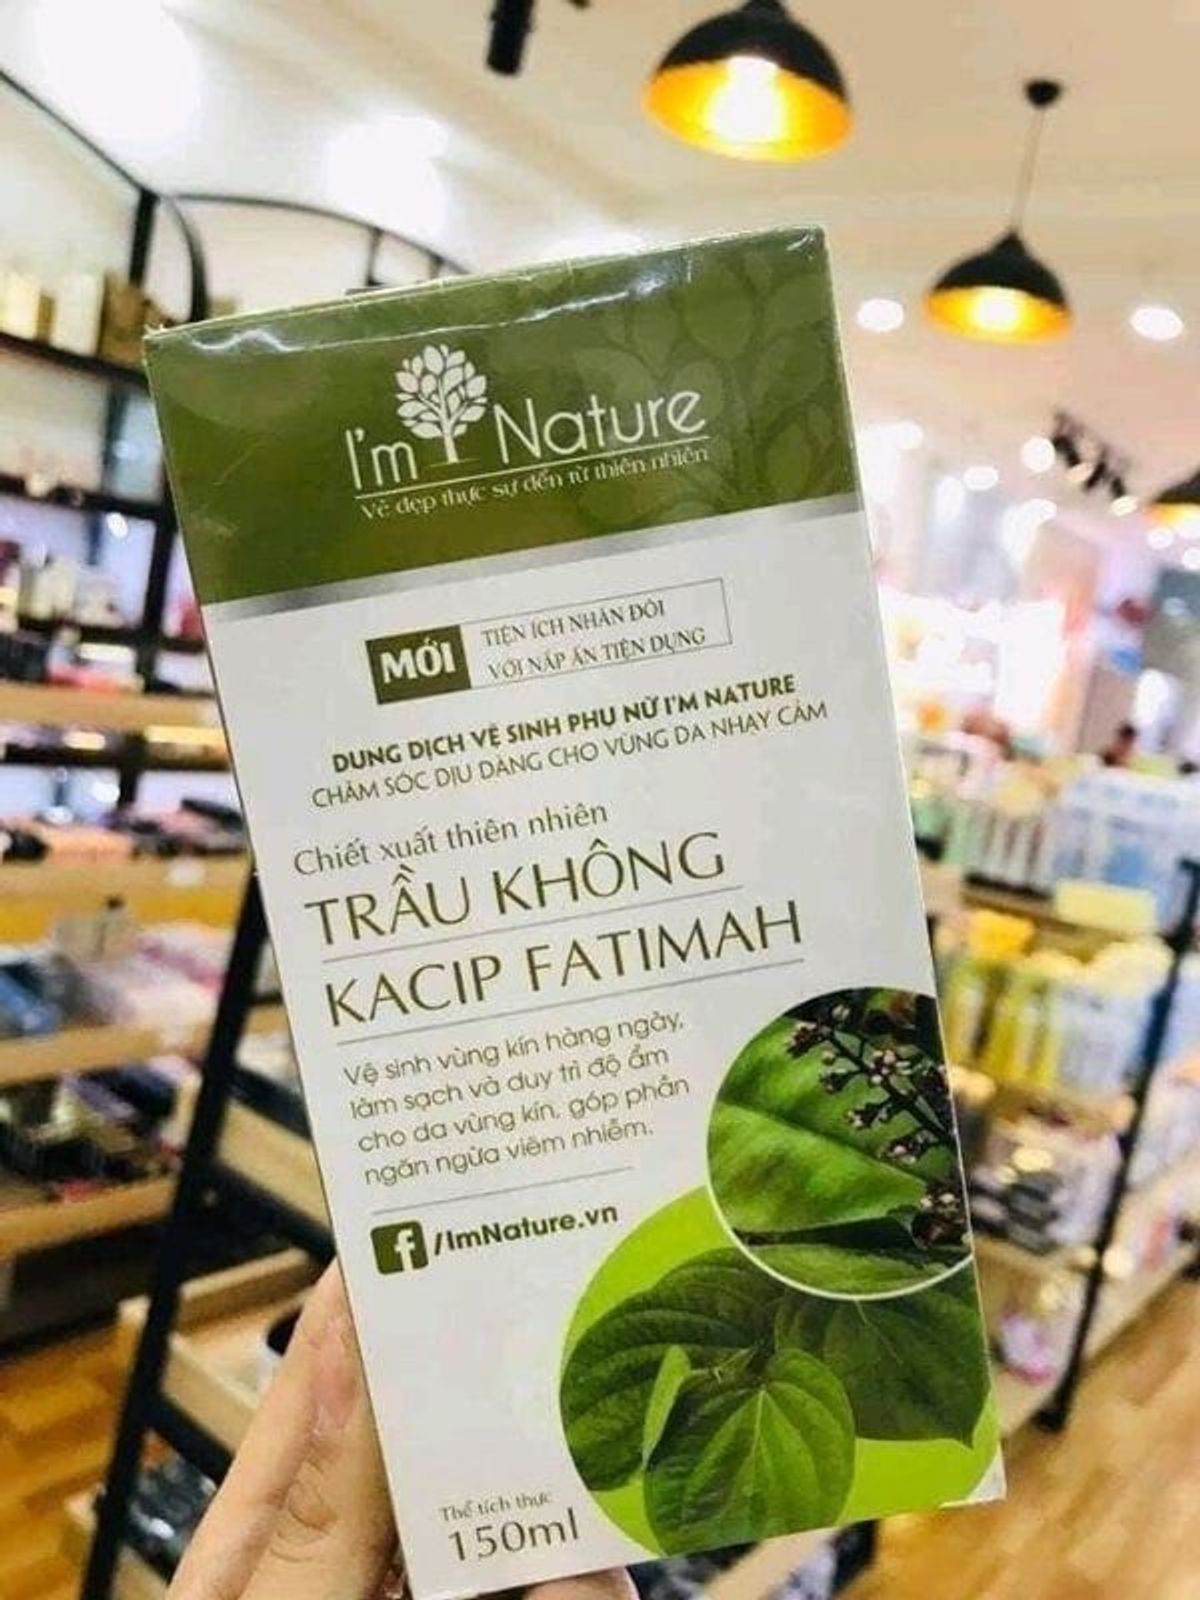 I'm Nature
Vẻ đẹp thực sự đến từ thiên nhiên
MỚI
TIỆN ÍCH NHÂN ĐÔI
VỚI NẮP ẤN TIỆN DỤNG
DUNG DỊCH VỆ SINH PHỤ NỮ I'M NATURE
CHĂM SÓC DỊU DÀNG CHO VÙNG DA NHẠY CẢM
Chiết xuất thiên nhiên
TRẦU KHÔNG
KACIP FATIMAH
Vệ sinh vùng kín hàng ngày,
làm sạch và duy trì độ ẩm
cho da vùng kín, góp phần
ngăn ngừa viêm nhiễm.
f /ImNature.vn
Thể tích thực
150ml